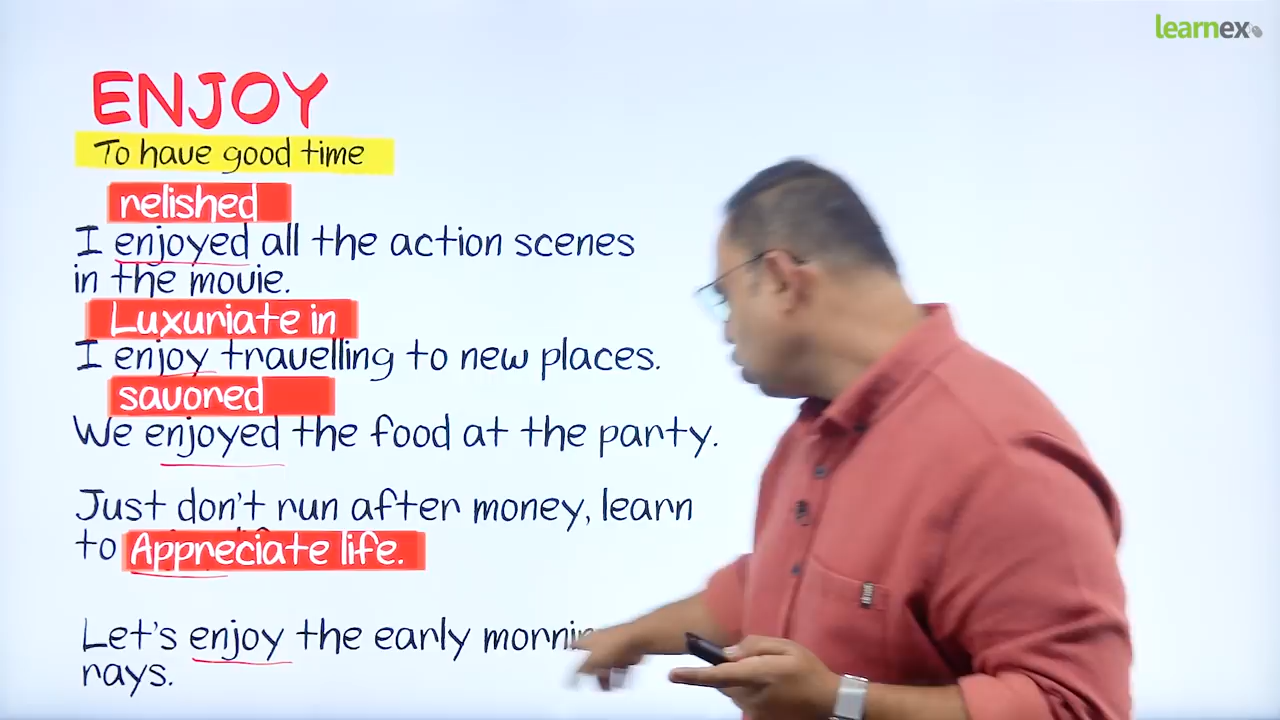 learnex
ENJOY
To have good time
relished
I enjoyed all the action scenes
in the movie.
Luxuriate in
I enjoy travelling to new places.
savored
We enjoyed the food at the party.
Just don't run after money, learn
to Appreciate life.
Let's enjoy the early
rays.